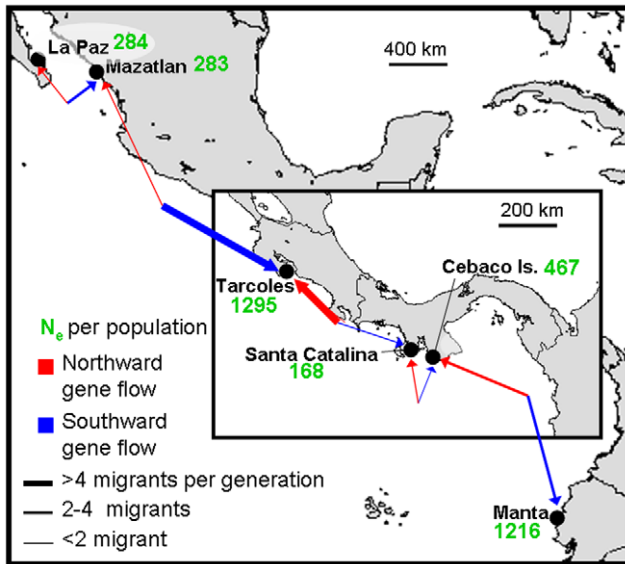 La Paz 284
Mazatlan 283
400 km
200 km
Cebaco Is. 467
Tarcoles
1295
Santa Catalina
168
Ne per population
Northward
gene flow
Southward
gene flow
>4 migrants per generation
2-4 migrants
<2 migrant
Manta
1216